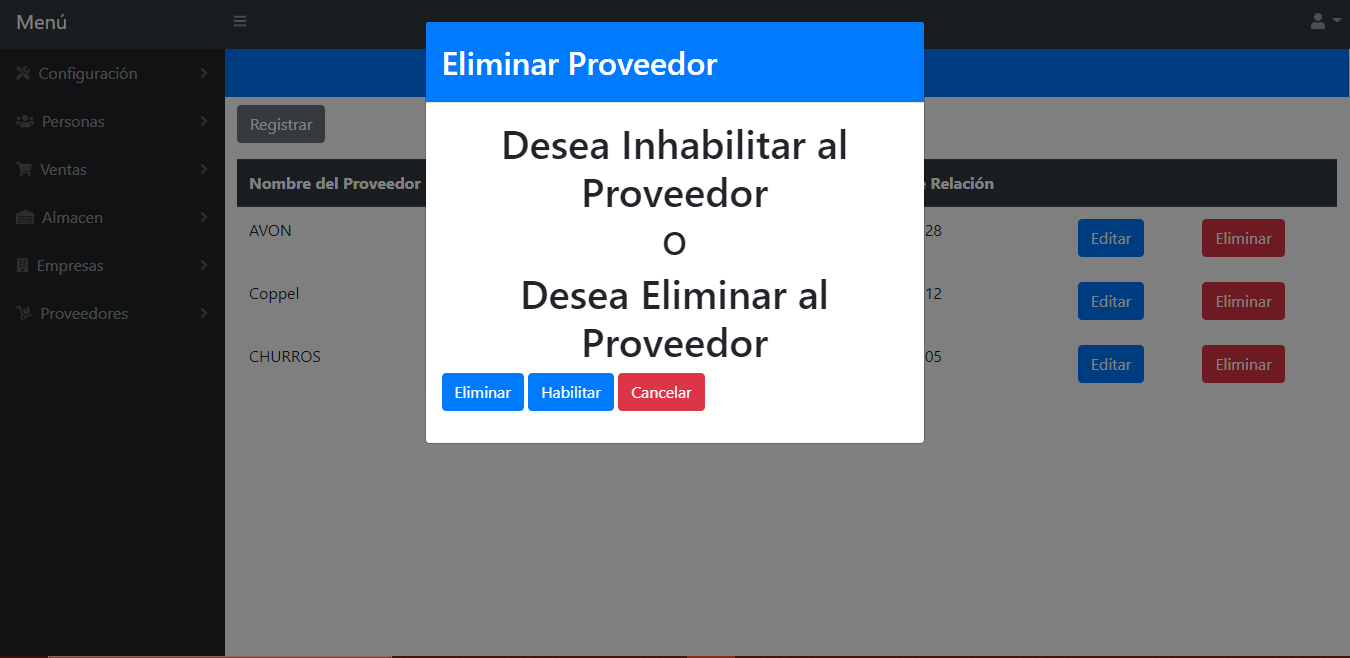 Menú
Eliminar Proveedor
Configuración
Personas
Ventas
Almacen
Empresas
Proveedores
Registrar
Desea Inhabilitar al
Proveedor
O
Desea Eliminar al
Proveedor
Eliminar Habilitar Cancelar
Nombre del Proveedor Relación
AVON 28 Editar Eliminar
Coppel 12 Editar Eliminar
CHURROS 05 Editar Eliminar